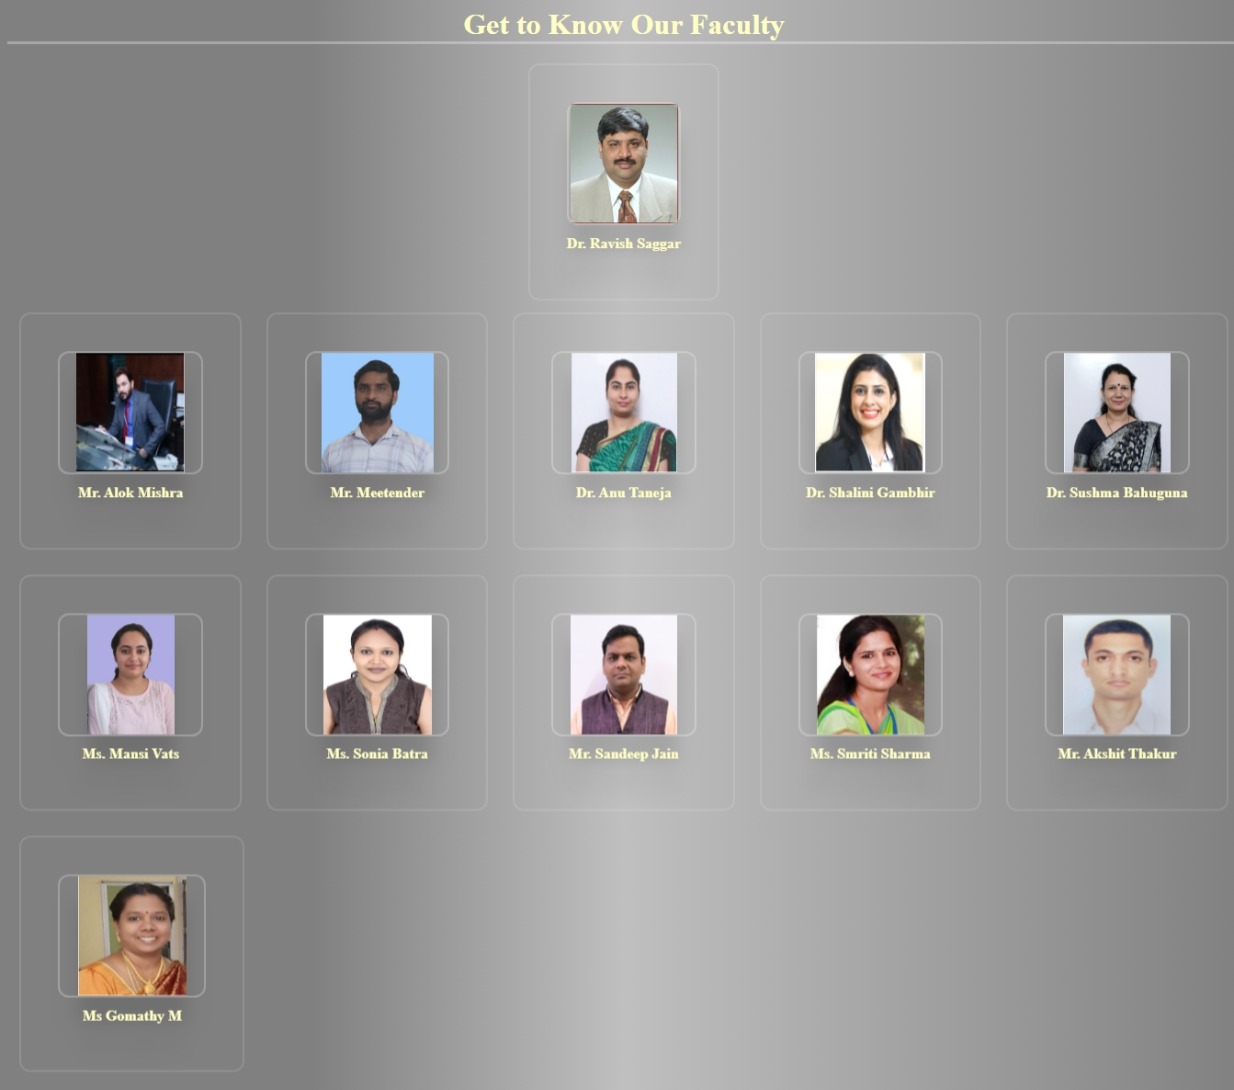 Get to Know Our Faculty
Dr. Ravish Saggar
Mr. Alok Mishra
Mr. Meetender
Dr. Anu Taneja
Dr. Shalini Gambhir
Dr. Sushma Bahuguna
Ms. Mansi Vats
Ms. Sonia Batra
Mr. Sandeep Jain
Ms. Smriti Sharma
Mr. Akshit Thakur
Ms Gomathy M